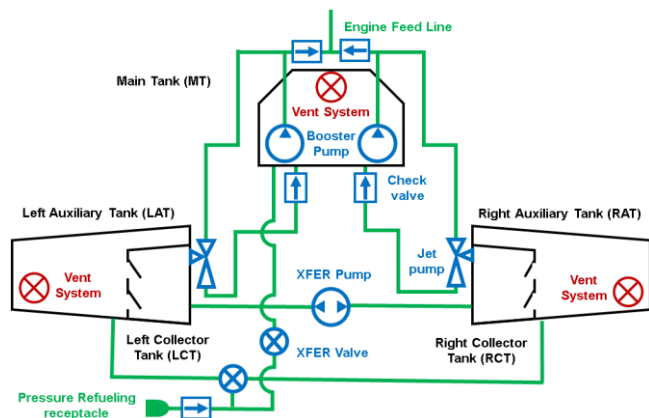 Engine Feed Line
Main Tank (MT)
Vent System
Booster
Pump
Check
valve
Left Auxiliary Tank (LAT)
Right Auxiliary Tank (RAT)
Jet
pump
XFER Pump
Vent
System
Vent
System
Left Collector
Tank (LCT)
XFER Valve
Right Collector
Tank (RCT)
Pressure Refueling
receptacle